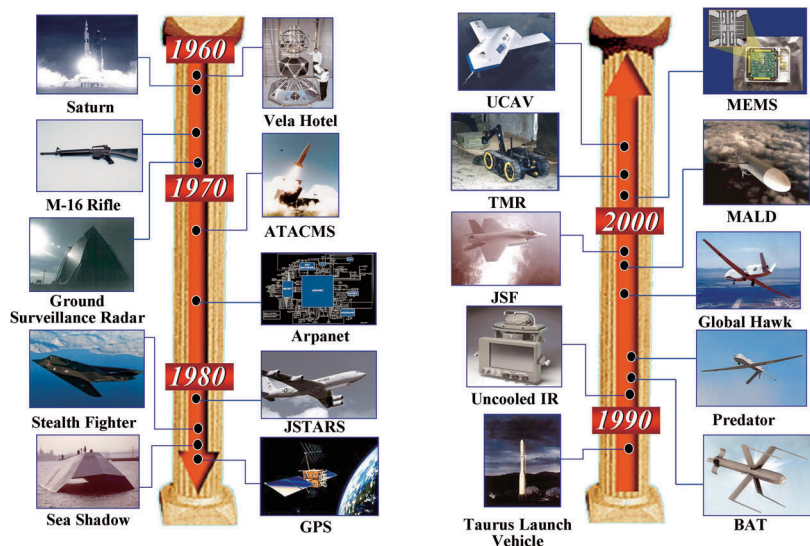 1960
Saturn
Vela Hotel
M-16 Rifle
1970
ATACMS
Ground
Surveillance Radar
Arpanet
1980
Stealth Fighter
JSTARS
Sea Shadow
GPS
UCAV
MEMS
TMR
2000
MALD
JSF
Global Hawk
Uncooled IR
Predator
1990
Taurus Launch
Vehicle
BAT